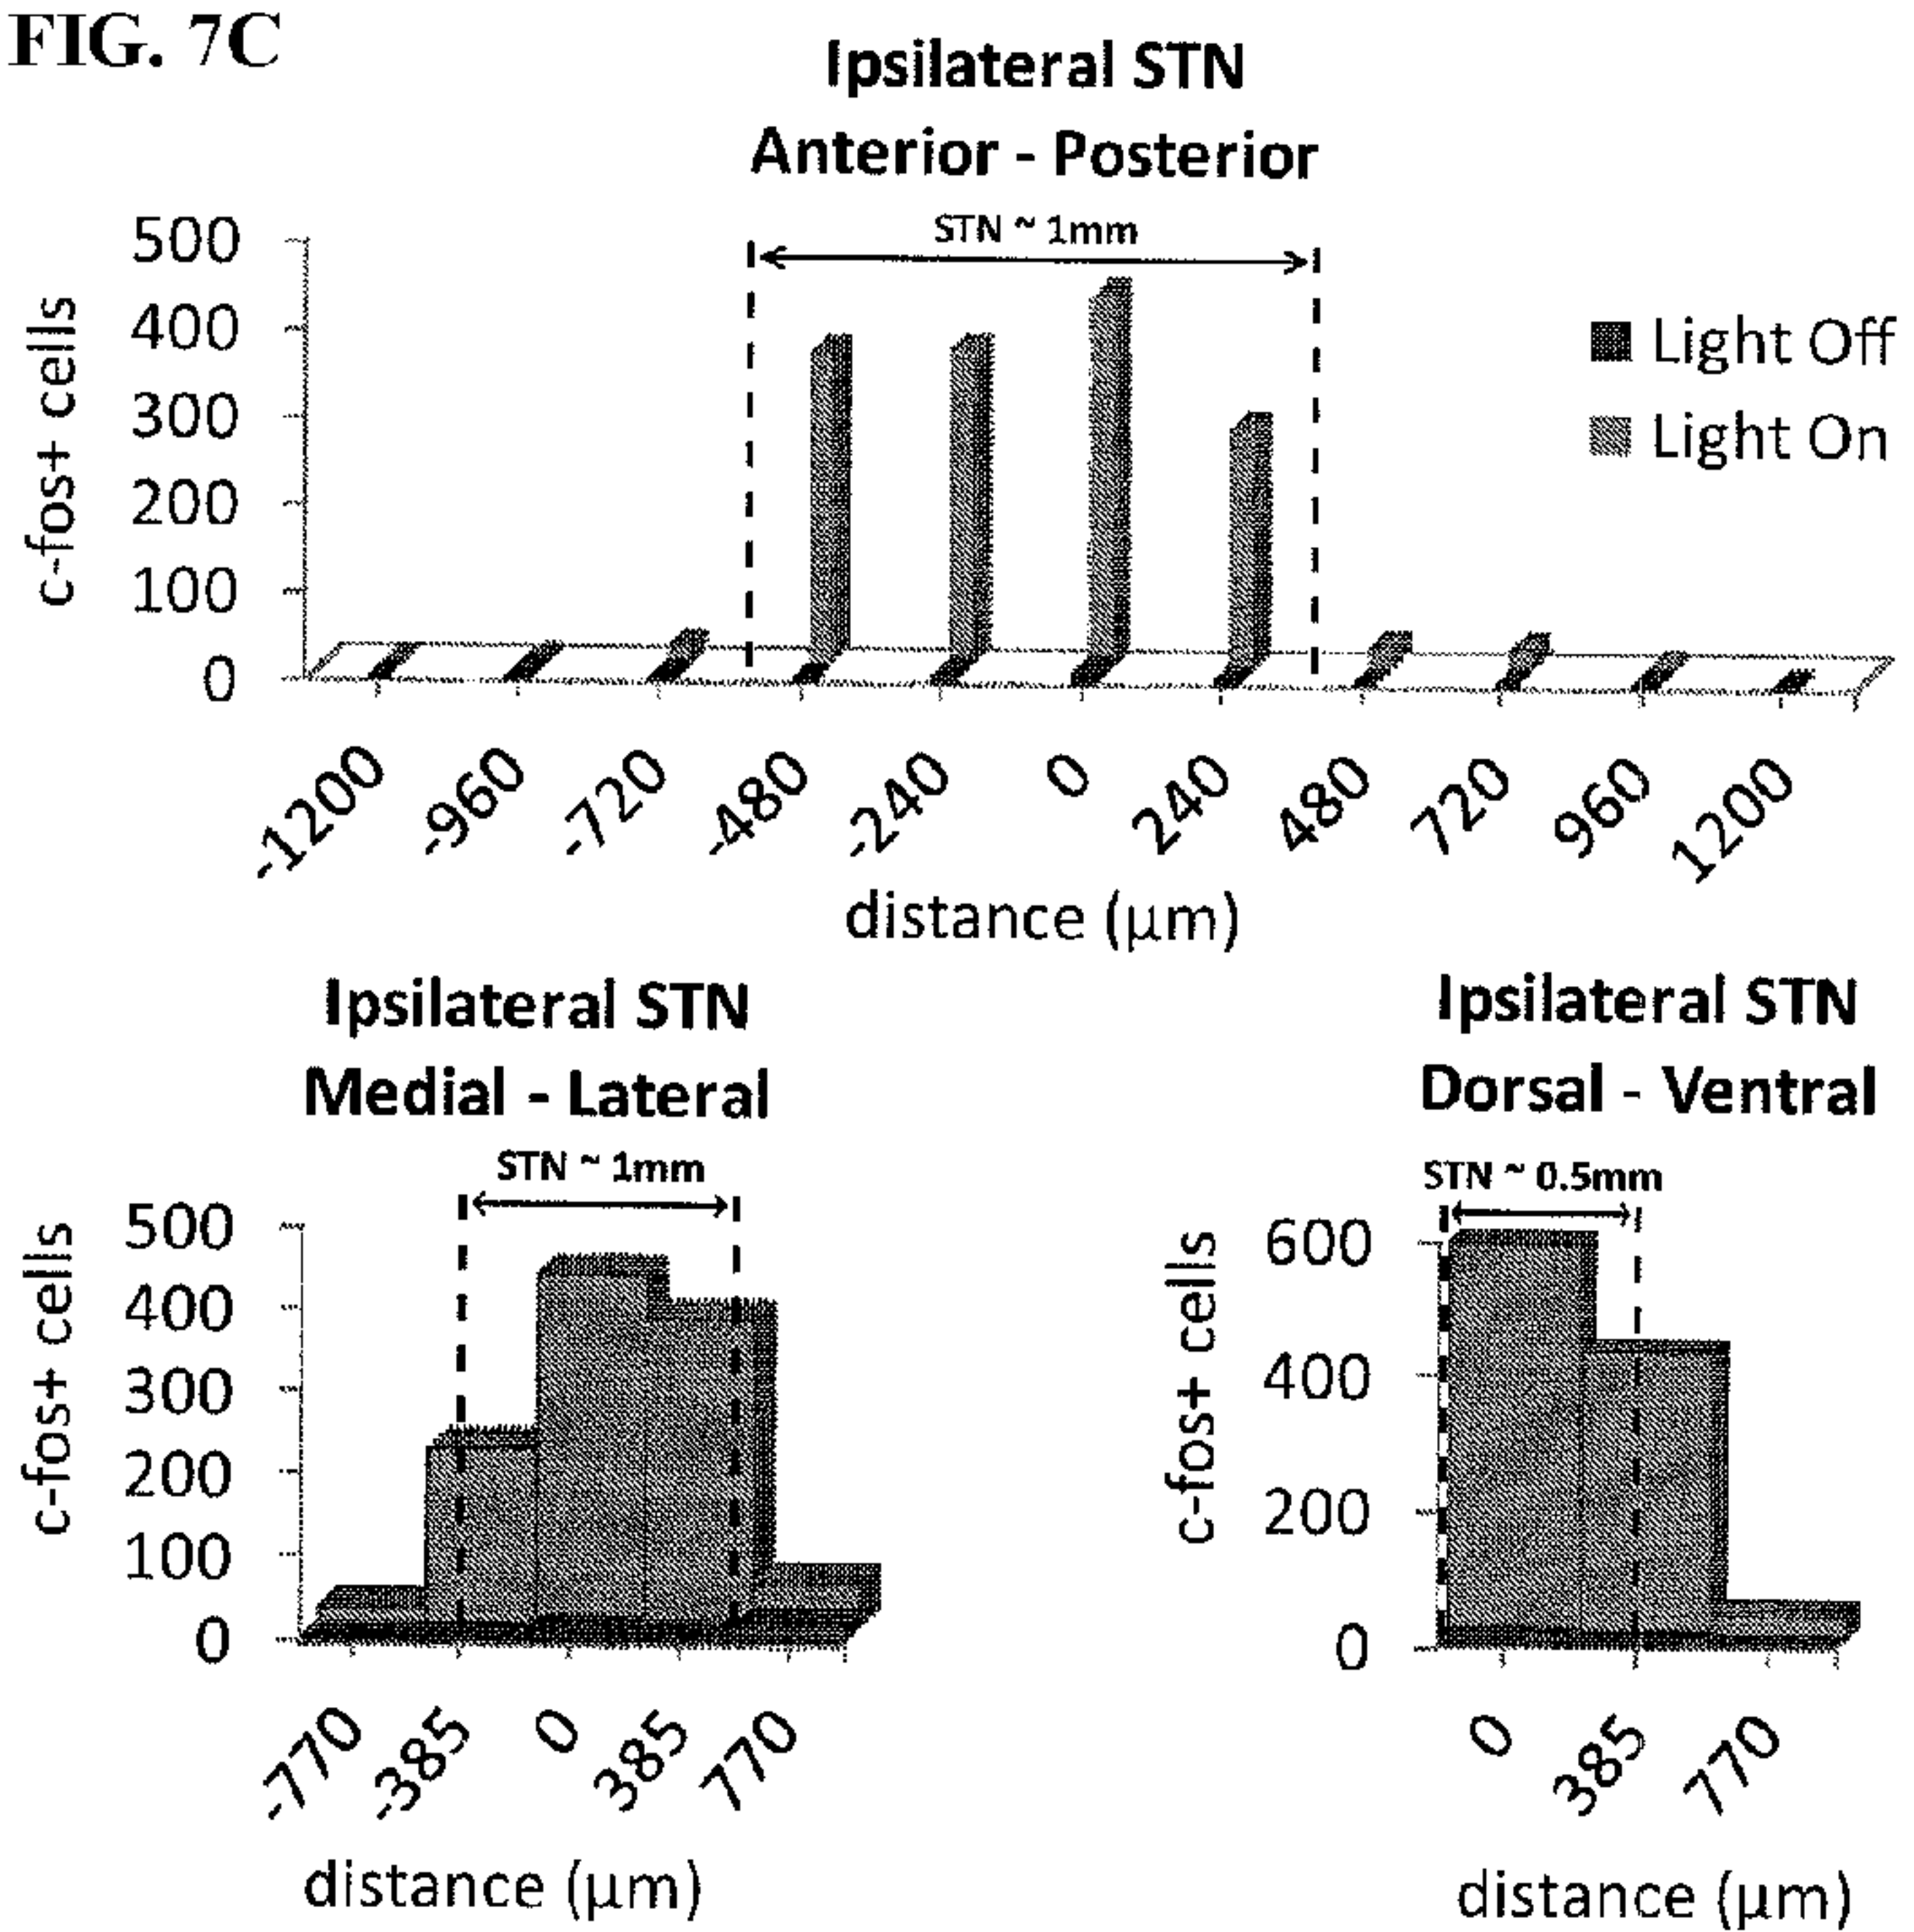 FIG. 7C
Ipsilateral STN
Anterior - Posterior
STN ~ 1mm
500
400
300
200
100
0
c-fos+ cells
Light Off
Light On
-1200
-960
-720
-480
-240
0
240
480
720
960
1200
distance (μm)
Ipsilateral STN
Medial - Lateral
STN ~ 1mm
500
400
300
200
100
0
c-fos+ cells
-770
-385
0
385
770
distance (μm)
Ipsilateral STN
Dorsal - Ventral
STN ~ 0.5mm
600
400
200
0
c-fos+ cells
0
385
770
distance (μm)